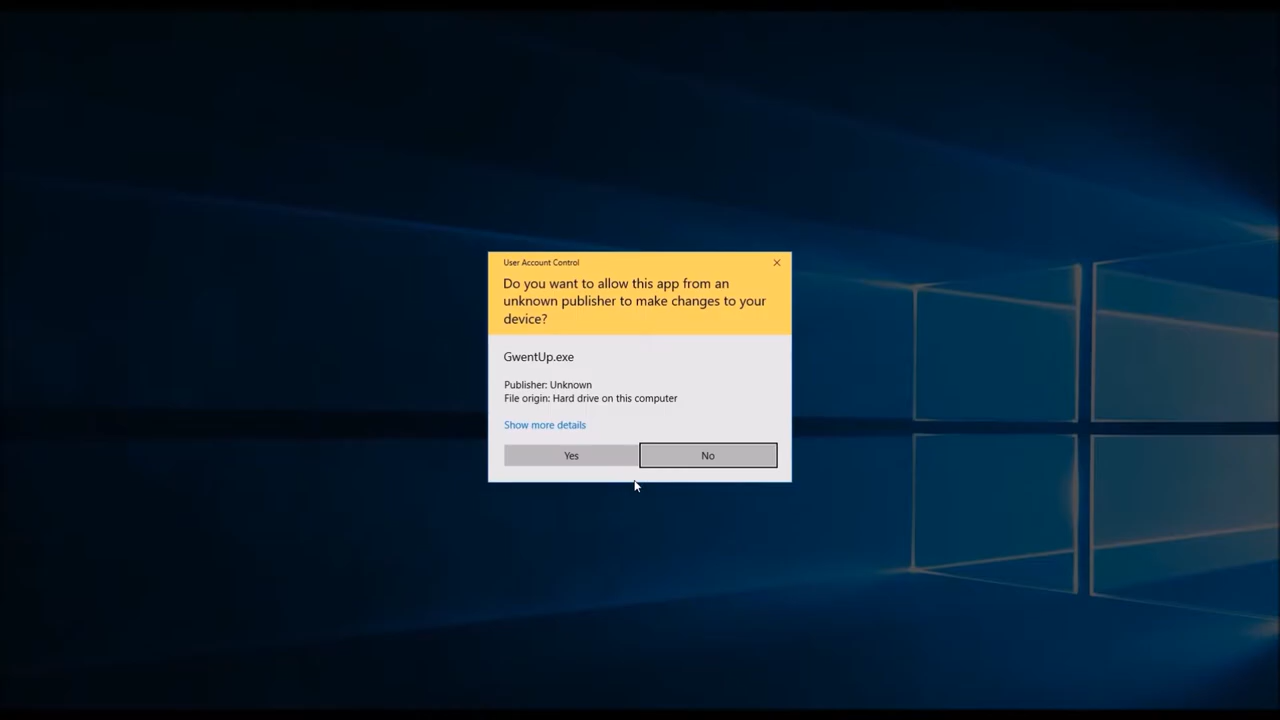 User Account Control
Do you want to allow this app from an
unknown publisher to make changes to your
device?
GwentUp.exe
Publisher: Unknown
File origin: Hard drive on this computer
Show more details
Yes No